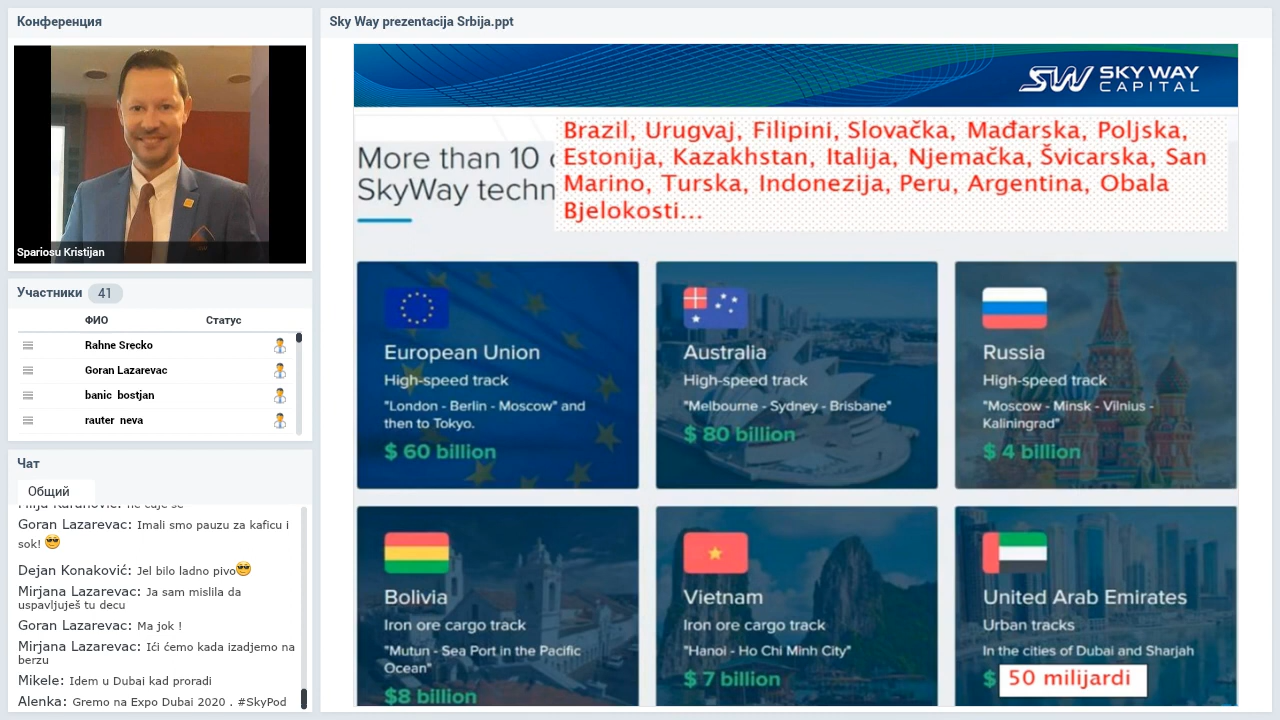 Конференция
Spariosu Kristijan
Участники 41
ФИО Статус
Rahne Srecko
Goran Lazarevac
banic bostjan
rauter neva
Чат
Общий
Goran Lazarevac: Imali smo pauzu za kaficu i
sok!
Dejan Konaković: Jel bilo ladno pivo
Mirjana Lazarevac: Ja sam mislila da
uspavljuješ tu decu
Goran Lazarevac: Ma jok !
Mirjana Lazarevac: Ići ćemo kada izadjemo na
berzu
Mikele: Idem u Dubai kad proradi
Alenka: Gremo na Expo Dubai 2020 . #SkyPod
Sky Way prezentacija Srbija.ppt
SW SKY WAY
CAPITAL
More than 10
SkyWay techn
Brazil, Urugvaj, Filipini, Slovačka, Mađarska, Poljska,
Estonija, Kazakhstan, Italija, Njemačka, Švicarska, San
Marino, Turska, Indonezija, Peru, Argentina, Obala
Bjelokosti...
European Union
High-speed track
"London - Berlin - Moscow" and
then to Tokyo.
$ 60 billion
Australia
High-speed track
"Melbourne - Sydney - Brisbane"
$ 80 billion
Russia
High-speed track
"Moscow - Minsk - Vilnius -
Kaliningrad"
$ 4 billion
Bolivia
Iron ore cargo track
"Mutun - Sea Port in the Pacific
Ocean"
$8 billion
Vietnam
Iron ore cargo track
"Hanoi - Ho Chi Minh City"
$ 7 billion
United Arab Emirates
Urban tracks
In the cities of Dubai and Sharjah
$ 50 milijardi